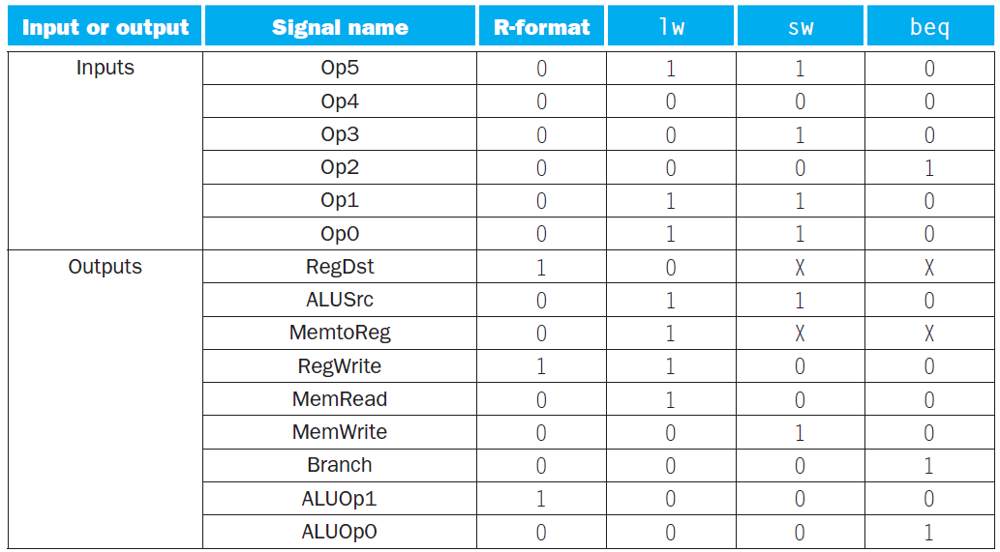 Input or output Signal name R-format lw sw beq
Inputs Op5 0 1 1 0
Op4 0 0 0 0
Op3 0 0 1 0
Op2 0 0 0 1
Op1 0 1 1 0
Op0 0 1 1 0
Outputs RegDst 1 0 X X
ALUSrc 0 1 1 0
MemtoReg 0 1 X X
RegWrite 1 1 0 0
MemRead 0 1 0 0
MemWrite 0 0 1 0
Branch 0 0 0 1
ALUOp1 1 0 0 0
ALUOp0 0 0 0 1